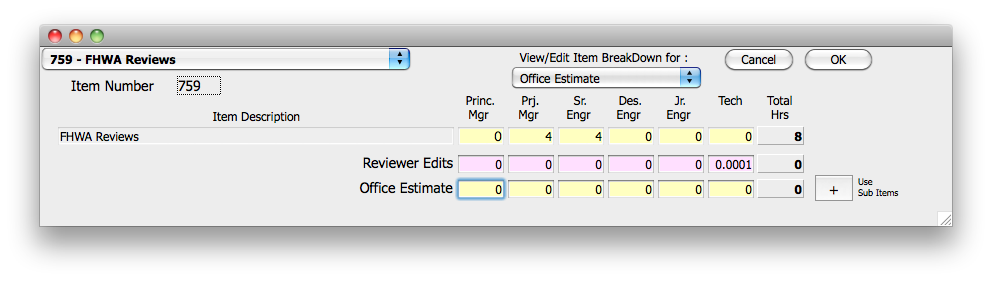 759 - FHWA Reviews
View/Edit Item BreakDown for :
Cancel
OK
Item Number 759
Office Estimate
Item Description
Princ. Mgr
Prj. Mgr
Sr. Engr
Des. Engr
Jr. Engr
Tech
Total Hrs
FHWA Reviews 0 4 4 0 0 0 8
Reviewer Edits 0 0 0 0 0 0.0001 0
Office Estimate 0 0 0 0 0 0 0
+
Use
Sub Items